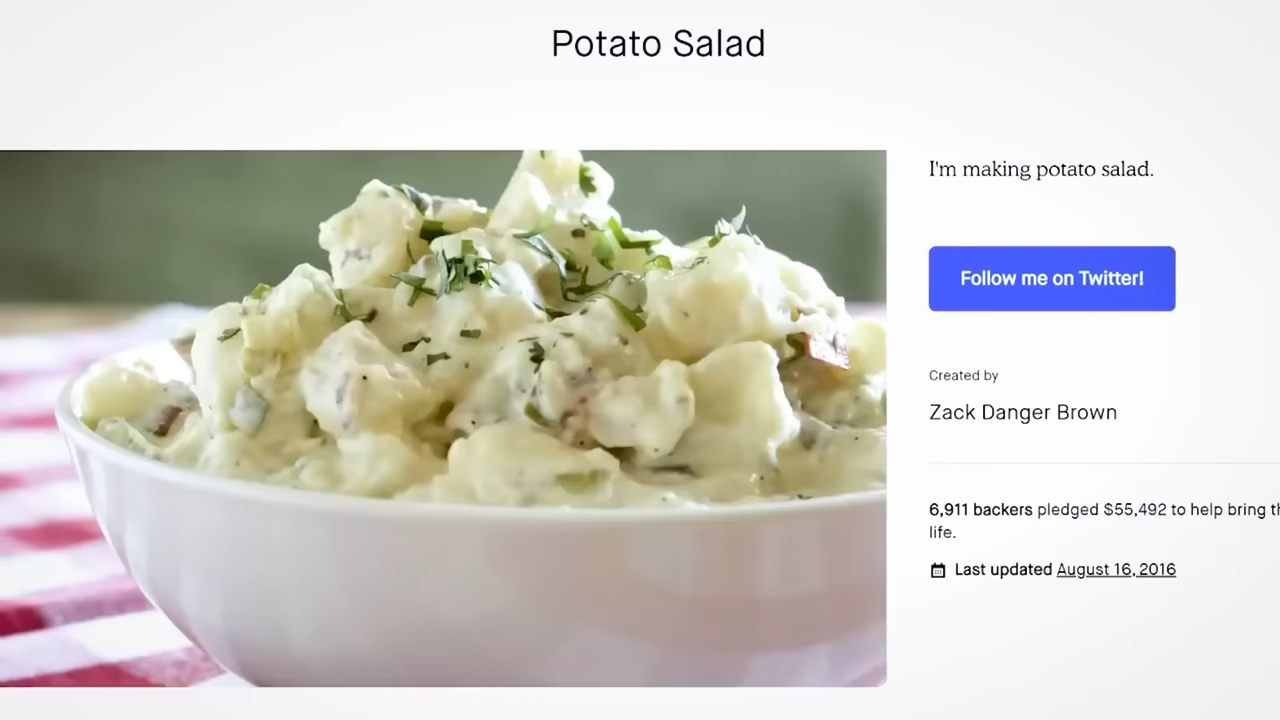 Potato Salad
I'm making potato salad.
Follow me on Twitter!
Created by
Zack Danger Brown
6,911 backers pledged $55,492 to help bring
life.
Last updated August 16, 2016